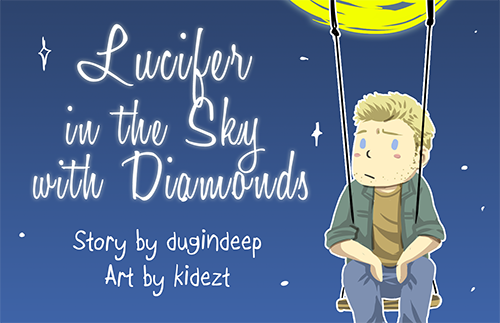 Lucifer
in the Sky
with Diamonds
Story by dugindeep
Art by kidezt